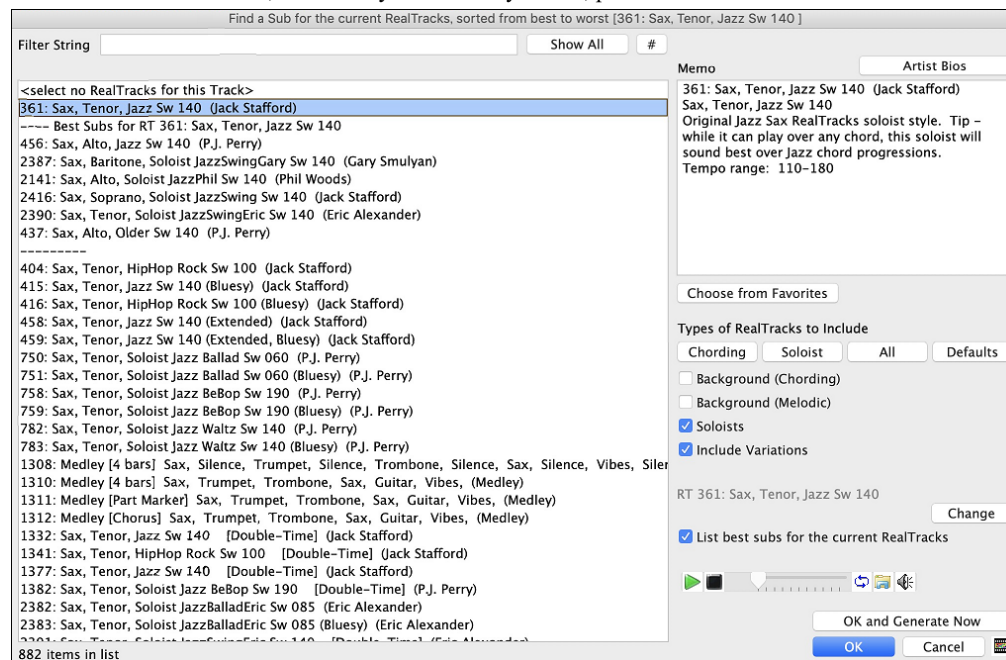 Find a Sub for the current RealTracks, sorted from best to worst [361: Sax, Tenor, Jazz Sw 140 ]
Filter String
Show All
#
<select no RealTracks for this Track>
361: Sax, Tenor, Jazz Sw 140 (Jack Stafford)
---- Best Subs for RT 361: Sax, Tenor, Jazz Sw 140
456: Sax, Alto, Jazz Sw 140 (P.J. Perry)
2387: Sax, Baritone, Soloist JazzSwingGary Sw 140 (Gary Smulyan)
2141: Sax, Alto, Soloist JazzPhil Sw 140 (Phil Woods)
2416: Sax, Soprano, Soloist JazzSwing Sw 140 (Jack Stafford)
2390: Sax, Tenor, Soloist JazzSwingEric Sw 140 (Eric Alexander)
437: Sax, Alto, Older Sw 140 (P.J. Perry)
---------
404: Sax, Tenor, HipHop Rock Sw 100 (Jack Stafford)
415: Sax, Tenor, Jazz Sw 140 (Bluesy) (Jack Stafford)
416: Sax, Tenor, HipHop Rock Sw 100 (Bluesy) (Jack Stafford)
458: Sax, Tenor, Jazz Sw 140 (Extended) (Jack Stafford)
459: Sax, Tenor, Jazz Sw 140 (Extended, Bluesy) (Jack Stafford)
750: Sax, Tenor, Soloist Jazz Ballad Sw 060 (P.J. Perry)
751: Sax, Tenor, Soloist Jazz Ballad Sw 060 (Bluesy) (P.J. Perry)
758: Sax, Tenor, Soloist Jazz BeBop Sw 190 (P.J. Perry)
759: Sax, Tenor, Soloist Jazz BeBop Sw 190 (Bluesy) (P.J. Perry)
782: Sax, Tenor, Soloist Jazz Waltz Sw 140 (P.J. Perry)
783: Sax, Tenor, Soloist Jazz Waltz Sw 140 (Bluesy) (P.J. Perry)
1308: Medley [4 bars] Sax, Silence, Trumpet, Silence, Trombone, Silence, Sax, Silence, Vibes, Siler
1310: Medley [4 bars] Sax, Trumpet, Trombone, Sax, Guitar, Vibes, (Medley)
1311: Medley [Part Marker] Sax, Trumpet, Trombone, Sax, Guitar, Vibes, (Medley)
1312: Medley [Chorus] Sax, Trumpet, Trombone, Sax, Guitar, Vibes, (Medley)
1332: Sax, Tenor, Jazz Sw 140 [Double-Time] (Jack Stafford)
1341: Sax, Tenor, HipHop Rock Sw 100 [Double-Time] (Jack Stafford)
1377: Sax, Tenor, Jazz Sw 140 [Double-Time] (Jack Stafford)
1382: Sax, Tenor, Soloist Jazz BeBop Sw 190 [Double-Time] (P.J. Perry)
2382: Sax, Tenor, Soloist JazzBalladEric Sw 085 (Eric Alexander)
2383: Sax, Tenor, Soloist JazzBalladEric Sw 085 (Bluesy) (Eric Alexander)
882 items in list
Memo
Artist Bios
361: Sax, Tenor, Jazz Sw 140 (Jack Stafford)
Sax, Tenor, Jazz Sw 140
Original Jazz Sax RealTracks soloist style. Tip -
while it can play over any chord, this soloist will
sound best over Jazz chord progressions.
Tempo range: 110-180
Choose from Favorites
Types of RealTracks to Include
Chording Soloist All Defaults
Background (Chording)
Background (Melodic)
Soloists
Include Variations
RT 361: Sax, Tenor, Jazz Sw 140
Change
List best subs for the current RealTracks
OK and Generate Now
OK Cancel